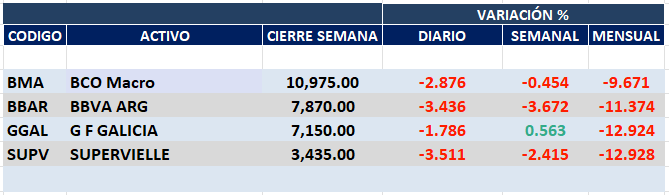 VARIACIÓN %
CODIGO ACTIVO CIERRE SEMANA DIARIO SEMANAL MENSUAL
BMA BCO Macro 10,975.00 -2.876 -0.454 -9.671
BBAR BBVA ARG 7,870.00 -3.436 -3.672 -11.374
GGAL G F GALICIA 7,150.00 -1.786 0.563 -12.924
SUPV SUPERVIELLE 3,435.00 -3.511 -2.415 -12.928